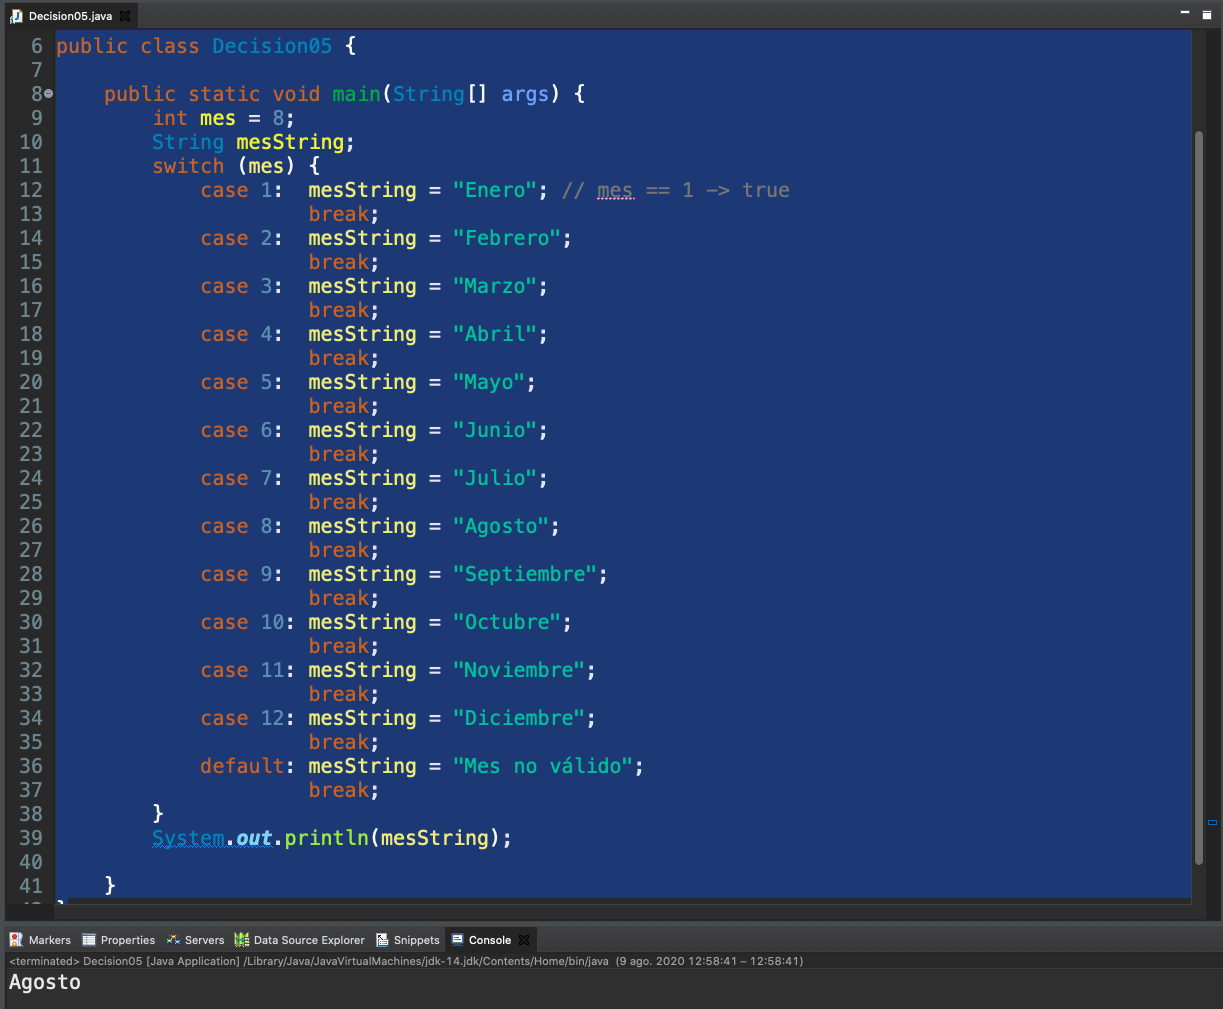 Decision05.java
6 public class Decision05 {
7
8 public static void main(String[] args) {
9 int mes = 8;
10 String mesString;
11 switch (mes) {
12 case 1: mesString = "Enero"; // mes == 1 -> true
13 break;
14 case 2: mesString = "Febrero";
15 break;
16 case 3: mesString = "Marzo";
17 break;
18 case 4: mesString = "Abril";
19 break;
20 case 5: mesString = "Mayo";
21 break;
22 case 6: mesString = "Junio";
23 break;
24 case 7: mesString = "Julio";
25 break;
26 case 8: mesString = "Agosto";
27 break;
28 case 9: mesString = "Septiembre";
29 break;
30 case 10: mesString = "Octubre";
31 break;
32 case 11: mesString = "Noviembre";
33 break;
34 case 12: mesString = "Diciembre";
35 break;
36 default: mesString = "Mes no válido";
37 break;
38 }
39 System.out.println(mesString);
40
41 }
Markers Properties Servers Data Source Explorer Snippets Console
<terminated> Decision05 [Java Application] /Library/Java/JavaVirtualMachines/jdk-14.jdk/Contents/Home/bin/java (9 ago. 2020 12:58:41 – 12:58:41)
Agosto